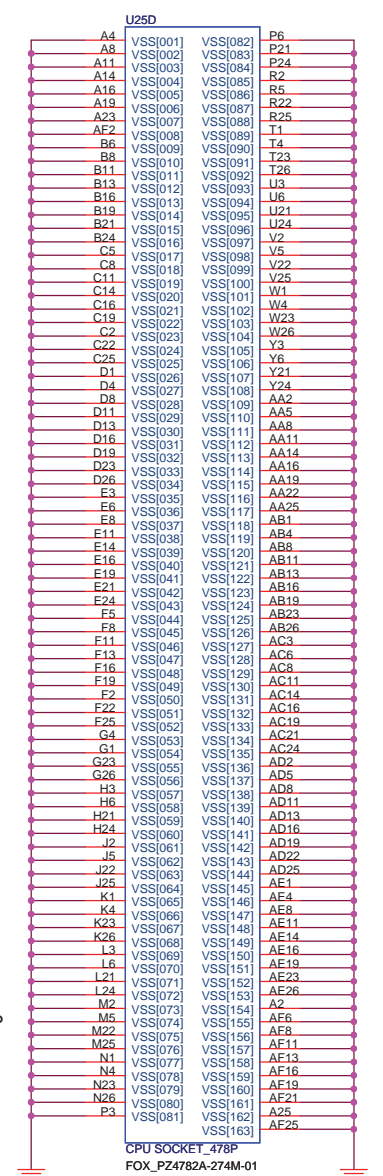 U25D
A4 VSS[001] VSS[082] P6
A8 VSS[002] VSS[083] P21
A11 VSS[003] VSS[084] P24
A14 VSS[004] VSS[085] R2
A16 VSS[005] VSS[086] R5
A19 VSS[006] VSS[087] R22
A23 VSS[007] VSS[088] R25
AF2 VSS[008] VSS[089] T1
B6 VSS[009] VSS[090] T4
B8 VSS[010] VSS[091] T23
B11 VSS[011] VSS[092] T26
B13 VSS[012] VSS[093] U3
B16 VSS[013] VSS[094] U6
B19 VSS[014] VSS[095] U21
B21 VSS[015] VSS[096] U24
B24 VSS[016] VSS[097] V2
C5 VSS[017] VSS[098] V5
C8 VSS[018] VSS[099] V22
C11 VSS[019] VSS[100] V25
C14 VSS[020] VSS[101] W1
C16 VSS[021] VSS[102] W4
C19 VSS[022] VSS[103] W23
C2 VSS[023] VSS[104] W26
C22 VSS[024] VSS[105] Y3
C25 VSS[025] VSS[106] Y6
D1 VSS[026] VSS[107] Y21
D4 VSS[027] VSS[108] Y24
D8 VSS[028] VSS[109] AA2
D11 VSS[029] VSS[110] AA5
D13 VSS[030] VSS[111] AA8
D16 VSS[031] VSS[112] AA11
D19 VSS[032] VSS[113] AA14
D23 VSS[033] VSS[114] AA16
D26 VSS[034] VSS[115] AA19
E3 VSS[035] VSS[116] AA22
E6 VSS[036] VSS[117] AA25
E8 VSS[037] VSS[118] AB1
E11 VSS[038] VSS[119] AB4
E14 VSS[039] VSS[120] AB8
E16 VSS[040] VSS[121] AB11
E19 VSS[041] VSS[122] AB13
E21 VSS[042] VSS[123] AB16
E24 VSS[043] VSS[124] AB19
F5 VSS[044] VSS[125] AB23
F8 VSS[045] VSS[126] AB26
F11 VSS[046] VSS[127] AC3
F13 VSS[047] VSS[128] AC6
F16 VSS[048] VSS[129] AC8
F19 VSS[049] VSS[130] AC11
F2 VSS[050] VSS[131] AC14
F22 VSS[051] VSS[132] AC16
F25 VSS[052] VSS[133] AC19
G4 VSS[053] VSS[134] AC21
G1 VSS[054] VSS[135] AC24
G23 VSS[055] VSS[136] AD2
G26 VSS[056] VSS[137] AD5
H3 VSS[057] VSS[138] AD8
H6 VSS[058] VSS[139] AD11
H21 VSS[059] VSS[140] AD13
H24 VSS[060] VSS[141] AD16
J2 VSS[061] VSS[142] AD19
J5 VSS[062] VSS[143] AD22
J22 VSS[063] VSS[144] AD25
J25 VSS[064] VSS[145] AE1
K1 VSS[065] VSS[146] AE4
K4 VSS[066] VSS[147] AE8
K23 VSS[067] VSS[148] AE11
K26 VSS[068] VSS[149] AE14
L3 VSS[069] VSS[150] AE16
L6 VSS[070] VSS[151] AE19
L21 VSS[071] VSS[152] AE23
L24 VSS[072] VSS[153] AE26
M2 VSS[073] VSS[154] A2
M5 VSS[074] VSS[155] AF6
M22 VSS[075] VSS[156] AF8
M25 VSS[076] VSS[157] AF11
N1 VSS[077] VSS[158] AF13
N4 VSS[078] VSS[159] AF16
N23 VSS[079] VSS[160] AF19
N26 VSS[080] VSS[161] AF21
P3 VSS[081] VSS[162] A25
VSS[163] AF25
CPU SOCKET_478P
FOX_PZ4782A-274M-01